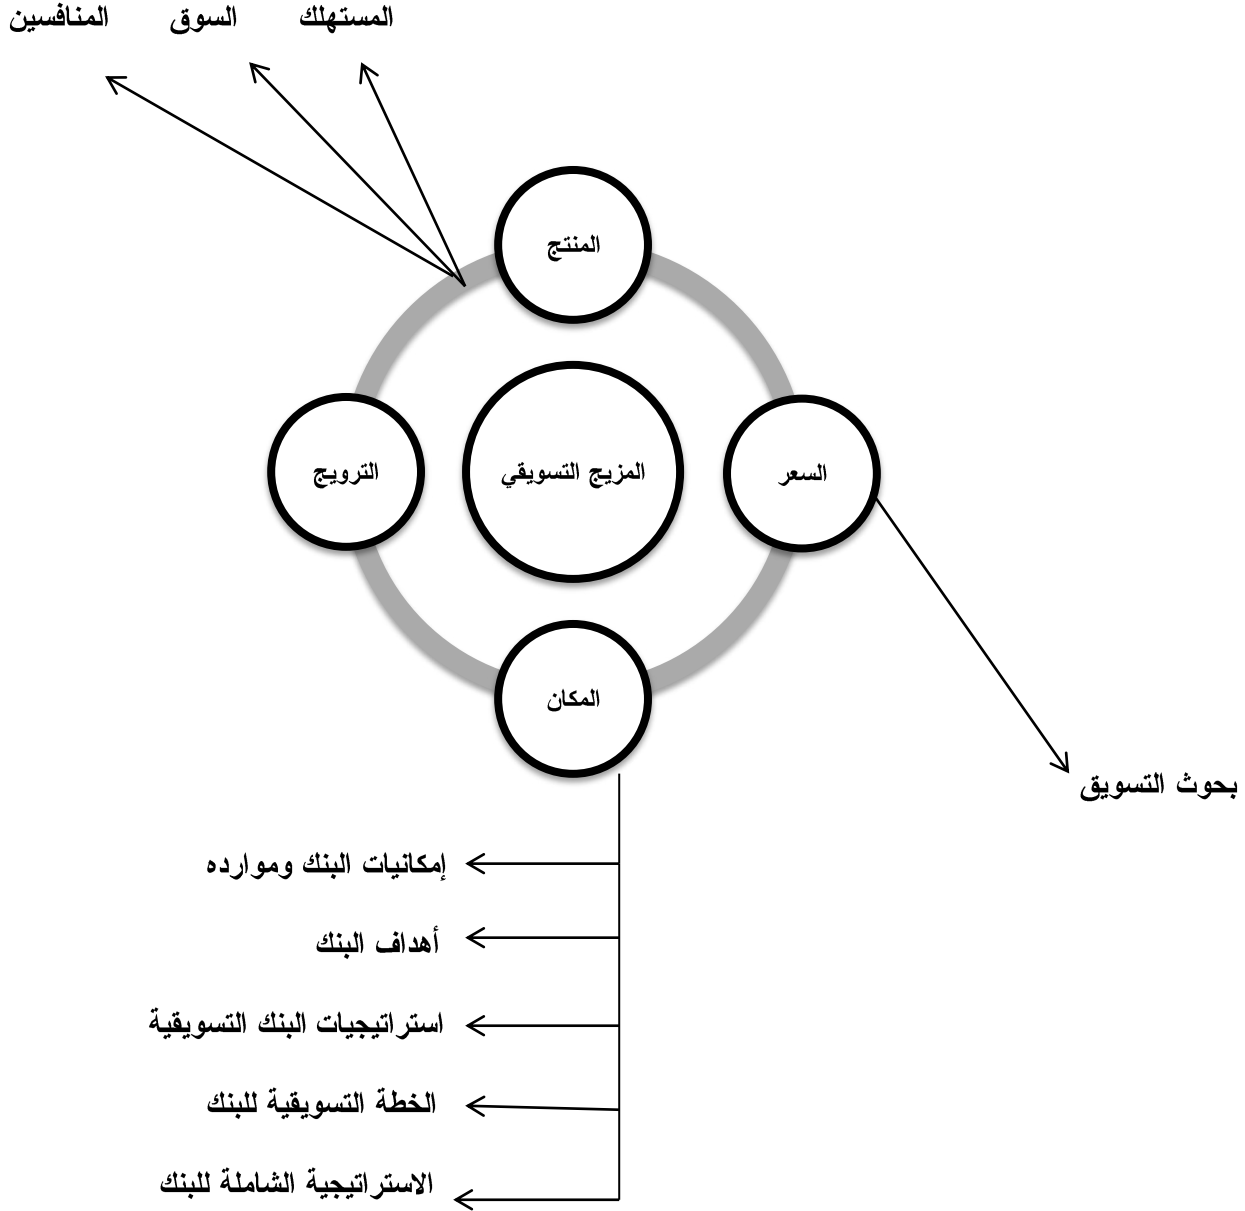 المستهلك
السوق
المنافسين
المنتج
السعر
المزيج التسويقي
الترويج
المكان
بحوث التسويق
إمكانيات البنك وموارده
أهداف البنك
استراتيجيات البنك التسويقية
الخطة التسويقية للبنك
الاستراتيجية الشاملة للبنك